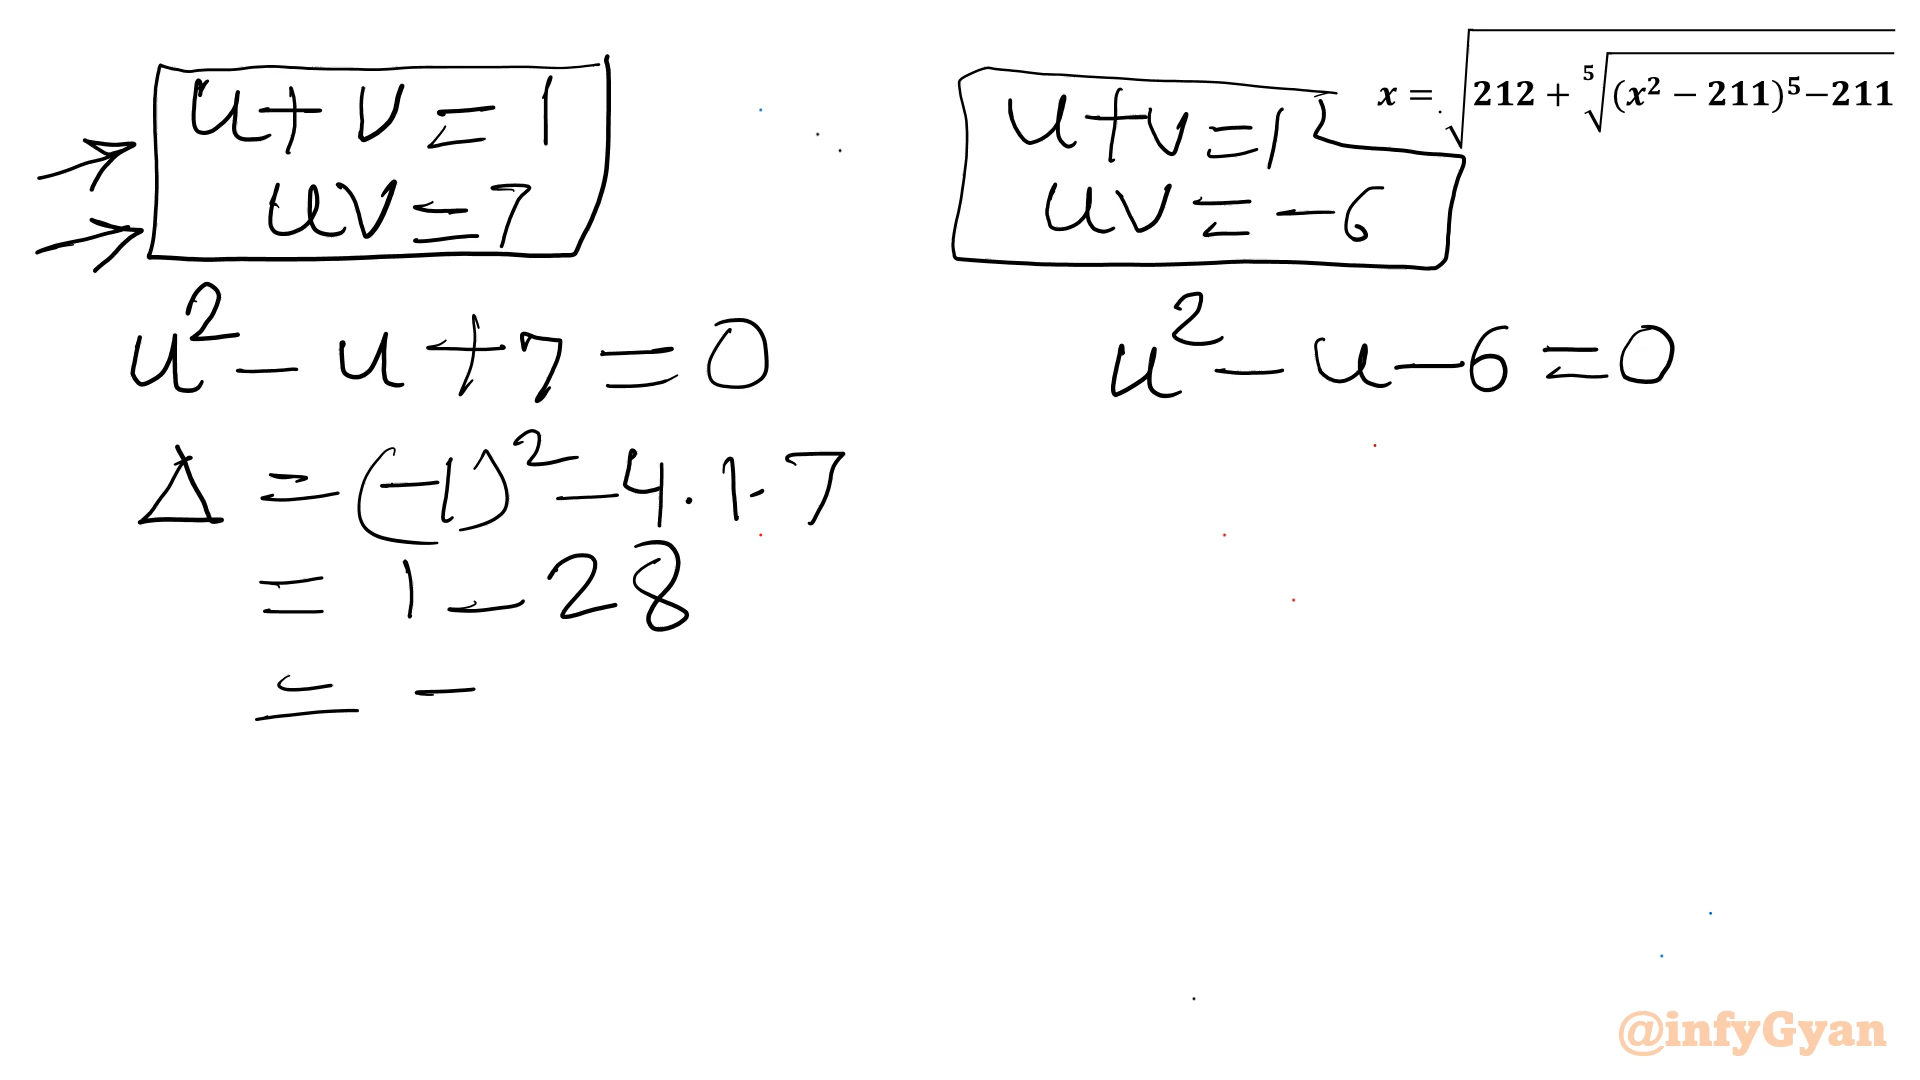 u + v = 1
uv = 7
u² - u + 7 = 0
Δ = (-1)² - 4 . 1 . 7
= 1 - 28
= -
u + v = 1
uv = -6
u² - u - 6 = 0
x = √(212 + ⁵√((x² − 211)⁵−211))
@infyGyan